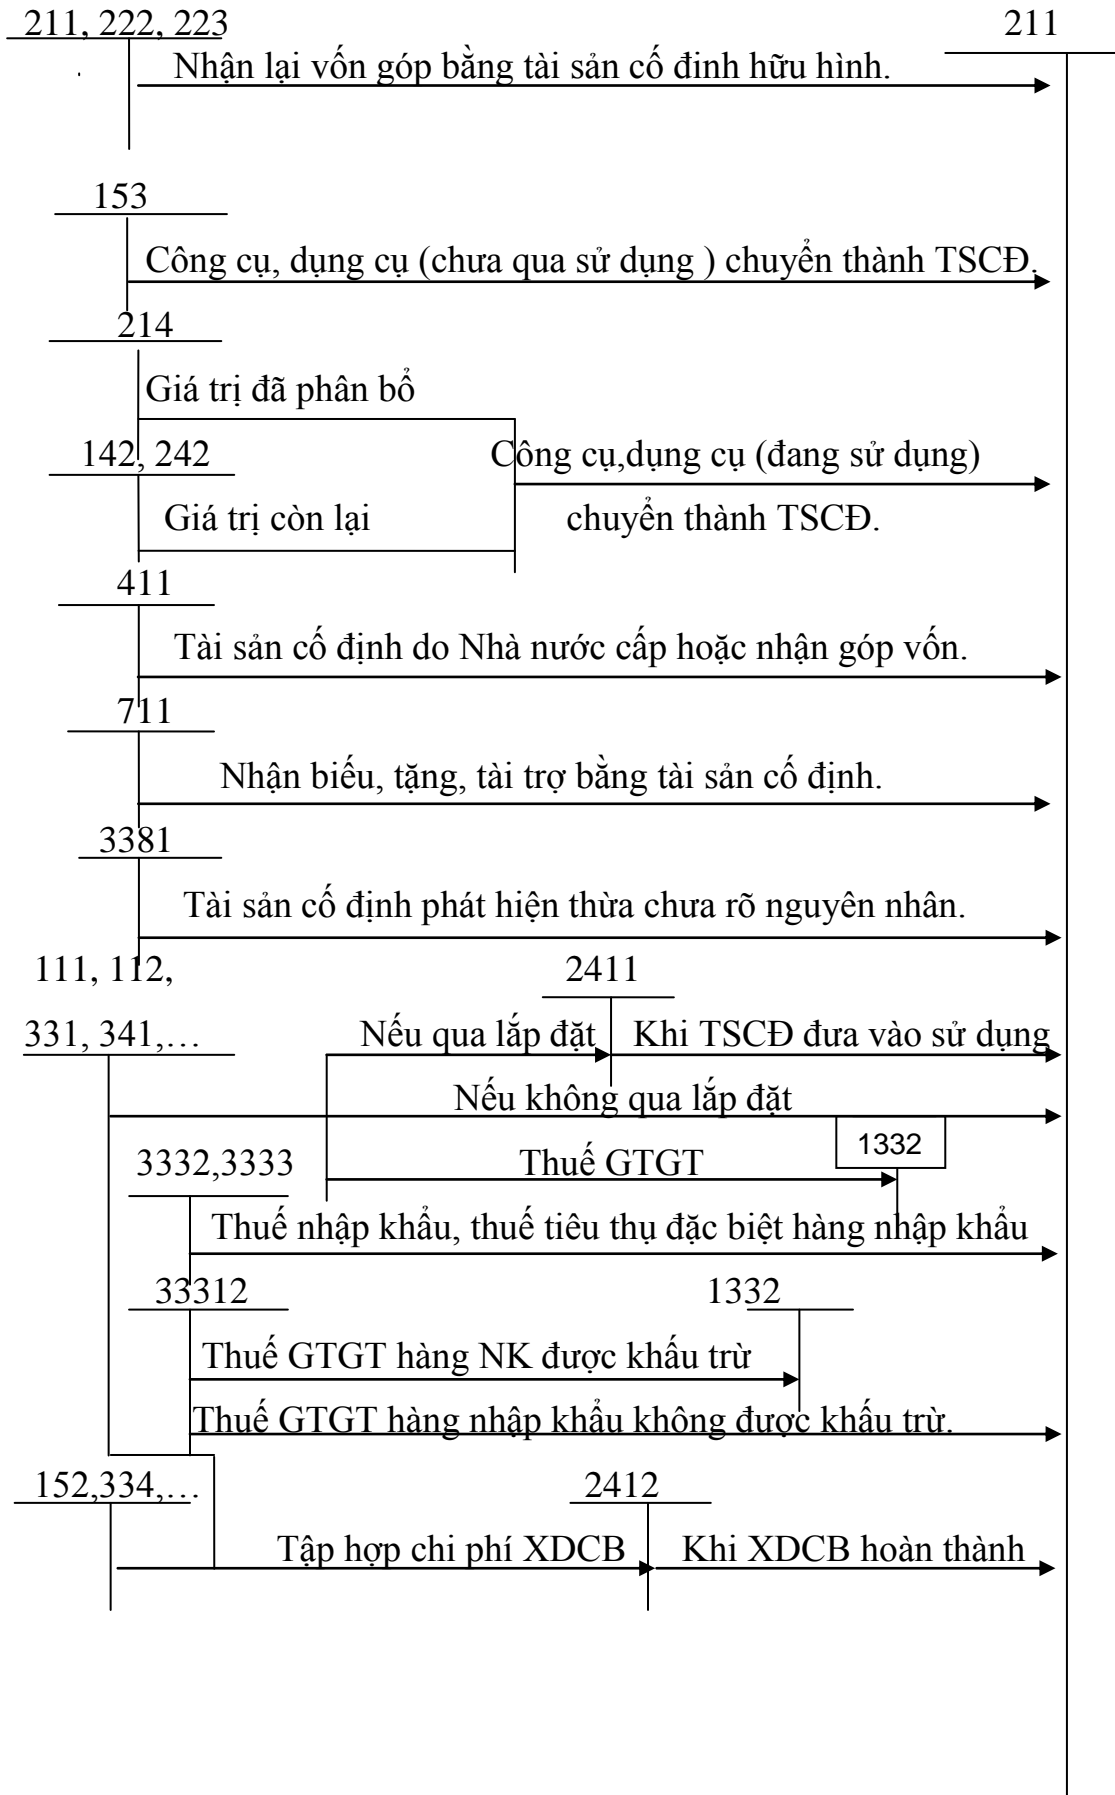 211, 222, 223 211
Nhận lại vốn góp bằng tài sản cố đinh hữu hình.
153
Công cụ, dụng cụ (chưa qua sử dụng ) chuyển thành TSCĐ.
214
Giá trị đã phân bổ
142, 242 Công cụ,dụng cụ (đang sử dụng)
Giá trị còn lại chuyển thành TSCĐ.
411
Tài sản cố định do Nhà nước cấp hoặc nhận góp vốn.
711
Nhận biếu, tặng, tài trợ bằng tài sản cố định.
3381
Tài sản cố định phát hiện thừa chưa rõ nguyên nhân.
111, 112, 2411
331, 341,… Nếu qua lắp đặt Khi TSCĐ đưa vào sử dụng
Nếu không qua lắp đặt
3332,3333 Thuế GTGT 1332
Thuế nhập khẩu, thuế tiêu thụ đặc biệt hàng nhập khẩu
33312 1332
Thuế GTGT hàng NK được khấu trừ
Thuế GTGT hàng nhập khẩu không được khấu trừ.
152,334,… 2412
Tập hợp chi phí XDCB Khi XDCB hoàn thành